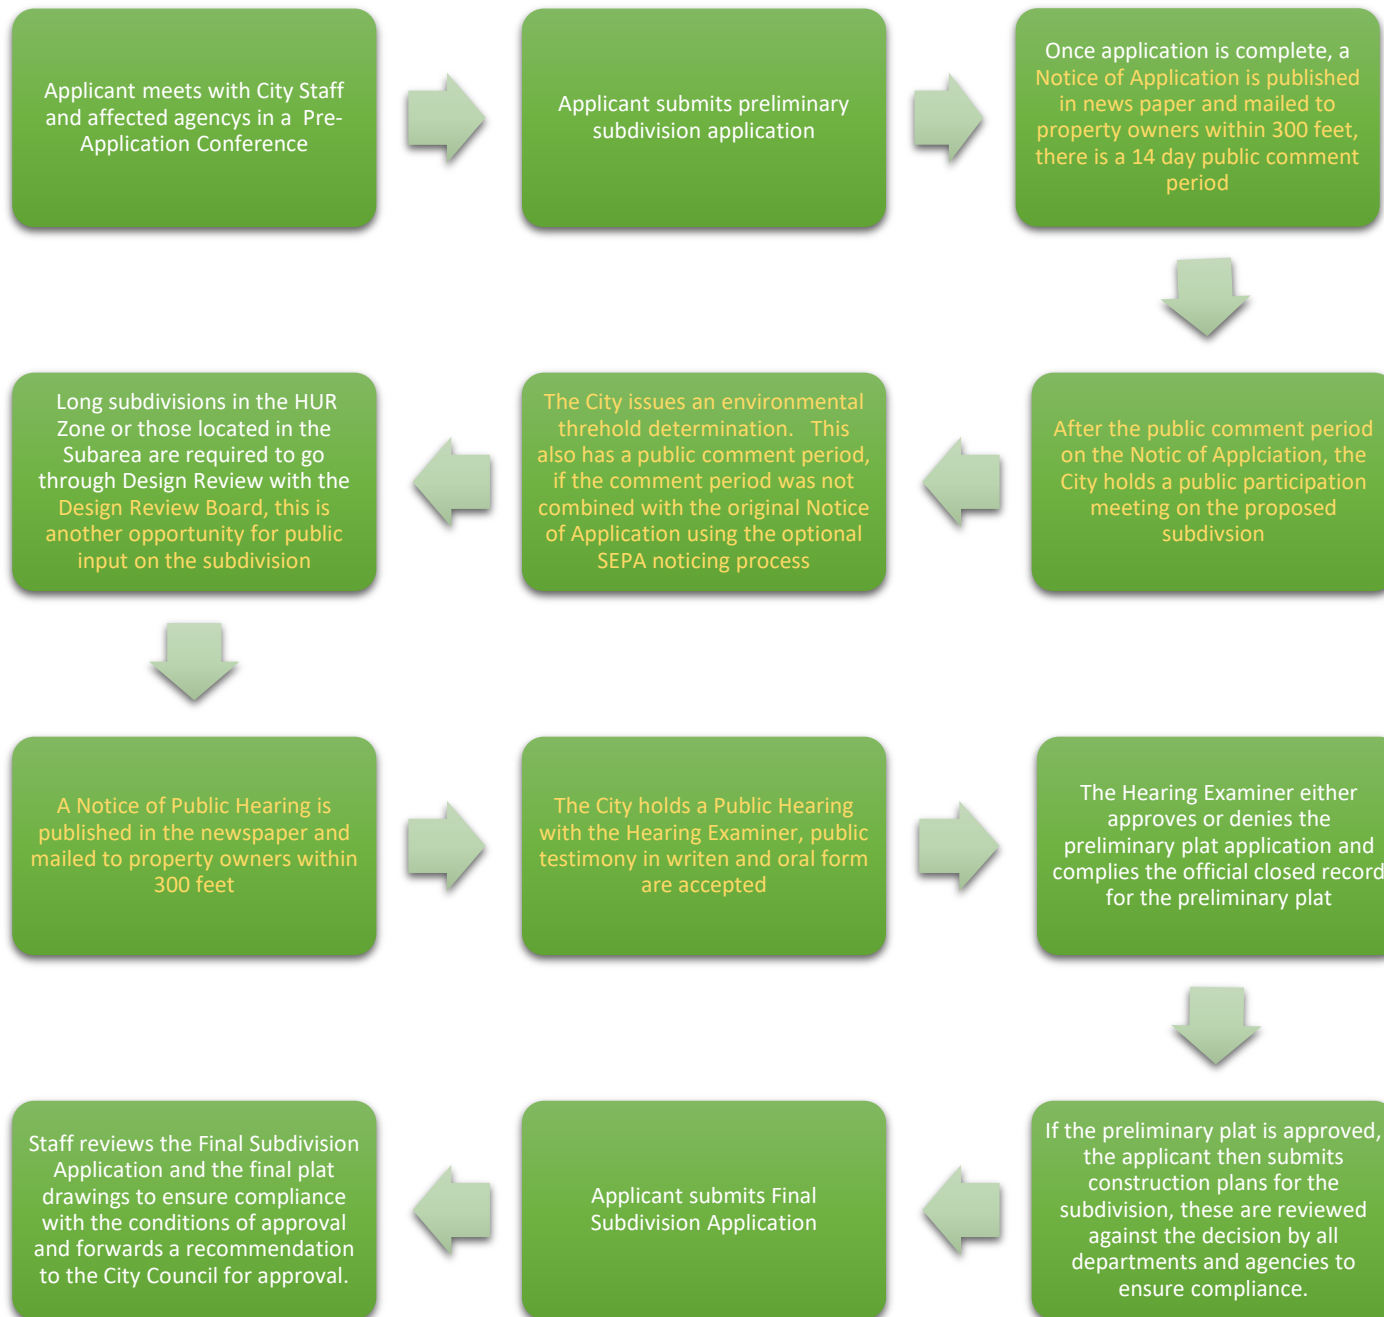 Applicant meets with City Staff
and affected agencys in a  Pre-
Application Conference
Applicant submits preliminary
subdivision application
Once application is complete, a
Notice of Application is published
in news paper and mailed to
property owners within 300 feet,
there is a 14 day public comment
period
After the public comment period
on the Notic of Applciation, the
City holds a public participation
meeting on the proposed
subdivsion
The City issues an environmental
threhold determination.   This
also has a public comment period,
if the comment period was not
combined with the original Notice
of Application using the optional
SEPA noticing process
Long subdivisions in the HUR
Zone or those located in the
Subarea are required to go
through Design Review with the
Design Review Board, this is
another opportunity for public
input on the subdivision
A Notice of Public Hearing is
published in the newspaper and
mailed to property owners within
300 feet
The City holds a Public Hearing
with the Hearing Examiner, public
testimony in writen and oral form
are accepted
The Hearing Examiner either
approves or denies the
preliminary plat application and
complies the official closed record
for the preliminary plat
If the preliminary plat is approved,
the applicant then submits
construction plans for the
subdivision, these are reviewed
against the decision by all
departments and agencies to
ensure compliance.
Applicant submits Final
Subdivision Application
Staff reviews the Final Subdivision
Application and the final plat
drawings to ensure compliance
with the conditions of approval
and forwards a recommendation
to the City Council for approval.